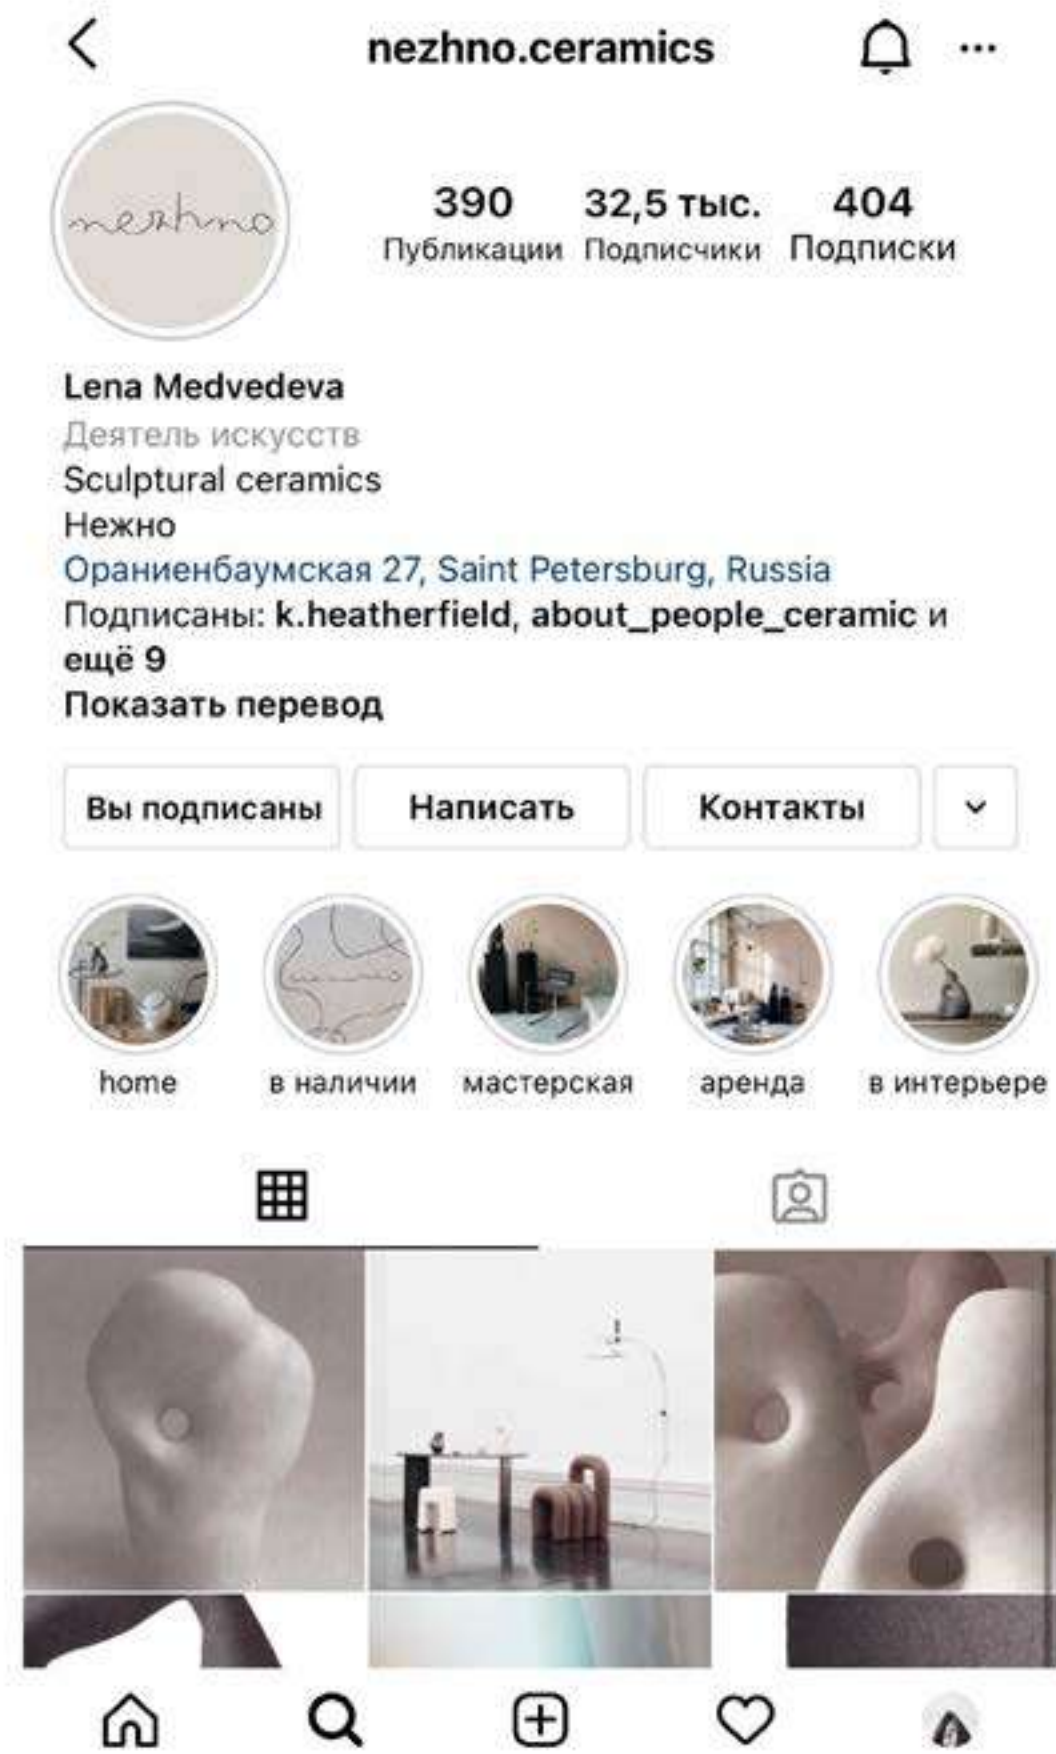 nezhno.ceramics
nezhno
390 32,5 тыс. 404
Публикации Подписчики Подписки
Lena Medvedeva
Деятель искусств
Sculptural ceramics
Нежно
Ораниенбаумская 27, Saint Petersburg, Russia
Подписаны: k.heatherfield, about_people_ceramic и
ещё 9
Показать перевод
Вы подписаны Написать Контакты
home в наличии мастерская аренда в интерьере